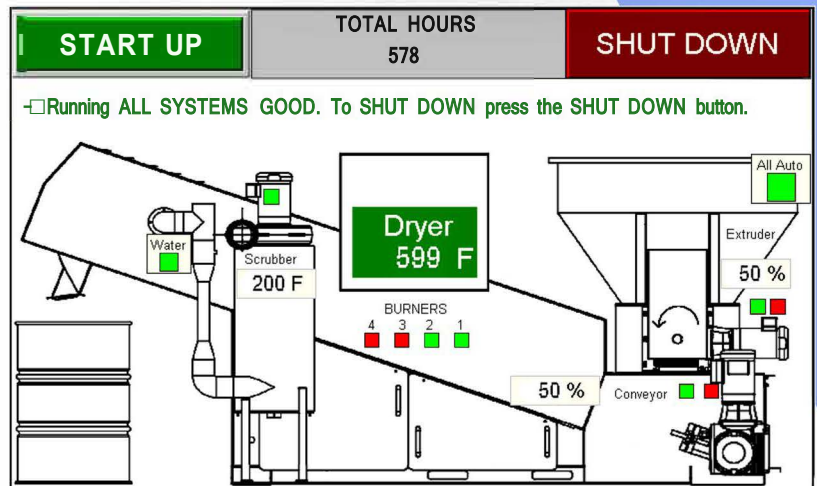 START UP
TOTAL HOURS
578
SHUT DOWN
Running ALL SYSTEMS GOOD. To SHUT DOWN press the SHUT DOWN button.
All Auto
Water
Scrubber
200 F
Dryer
599 F
Extruder
50 %
BURNERS
4 3 2 1
50 %
Conveyor